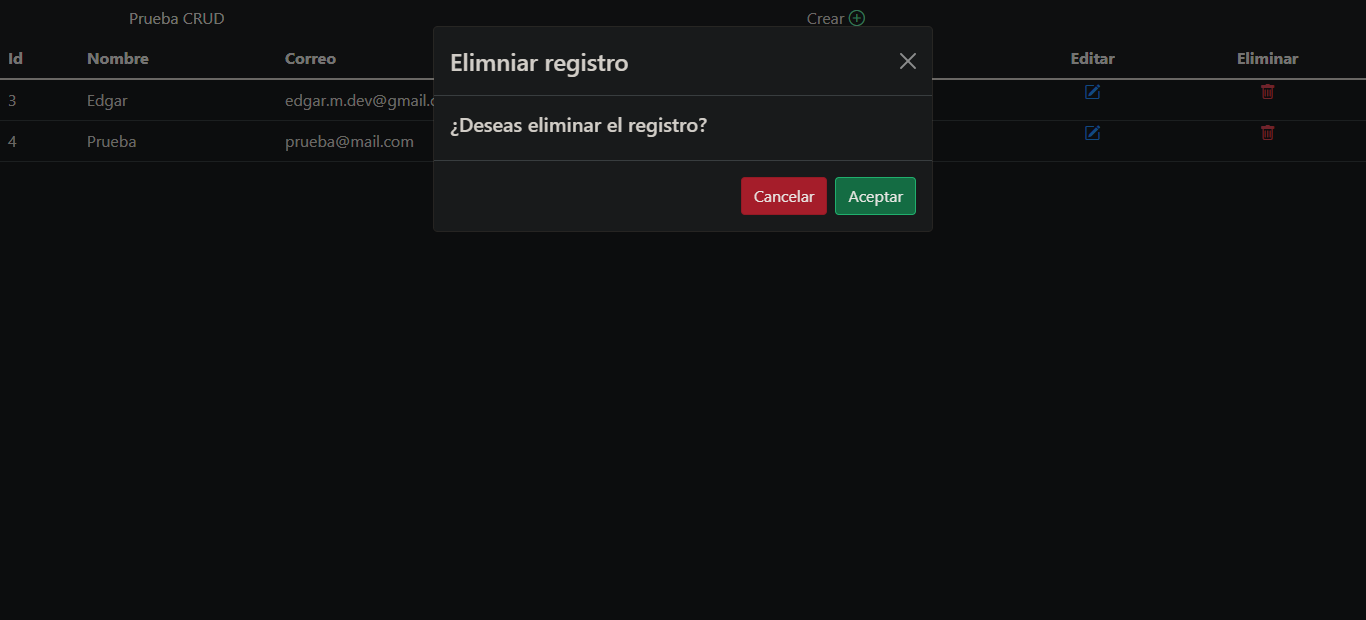 Prueba CRUD Crear
Elimniar registro
Id Nombre Correo Editar Eliminar
3 Edgar edgar.m.dev@gmail.
¿Deseas eliminar el registro?
4 Prueba prueba@mail.com
Cancelar Aceptar